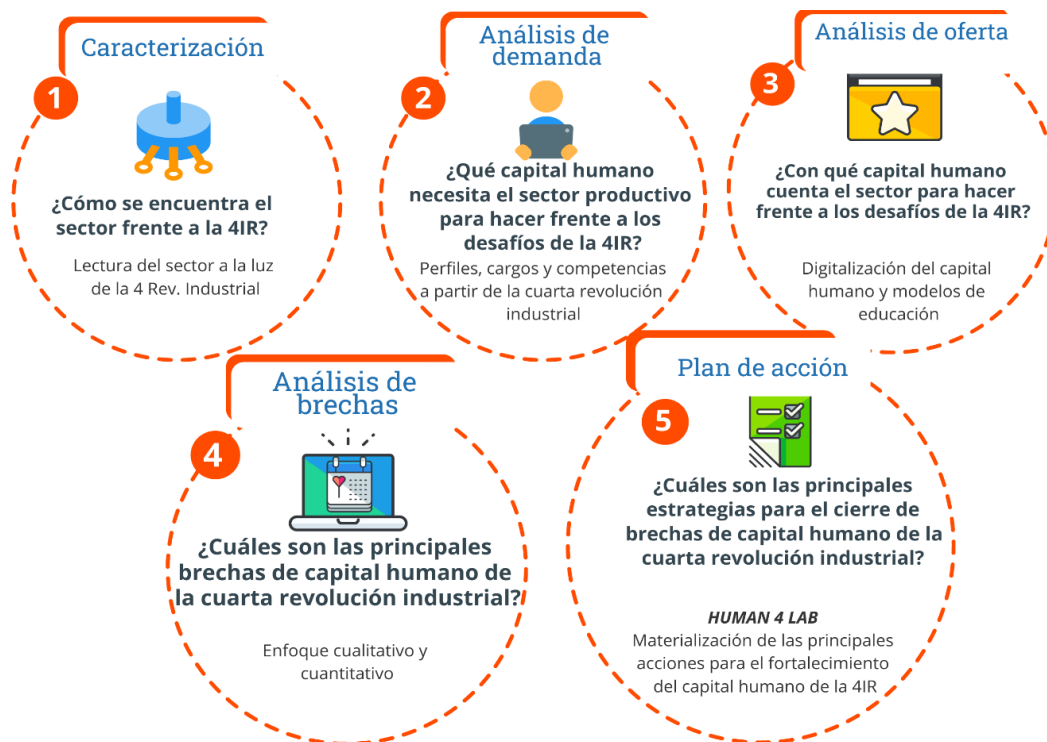 Caracterización
1
¿Cómo se encuentra el
sector frente a la 4IR?
Lectura del sector a la luz
de la 4 Rev. Industrial
Análisis de
demanda
2
¿Qué capital humano
necesita el sector productivo
para hacer frente a los
desafíos de la 4IR?
Perfiles, cargos y competencias
a partir de la cuarta revolución
industrial
Análisis de oferta
3
¿Con qué capital humano
cuenta el sector para hacer
frente a los desafíos de la 4IR?
Digitalización del capital
humano y modelos de
educación
Análisis de
brechas
4
¿Cuáles son las principales
brechas de capital humano de
la cuarta revolución industrial?
Enfoque cualitativo y
cuantitativo
Plan de acción
5
¿Cuáles son las principales
estrategias para el cierre de
brechas de capital humano de la
cuarta revolución industrial?
HUMAN 4 LAB
Materialización de las principales
acciones para el fortalecimiento
del capital humano de la 4IR